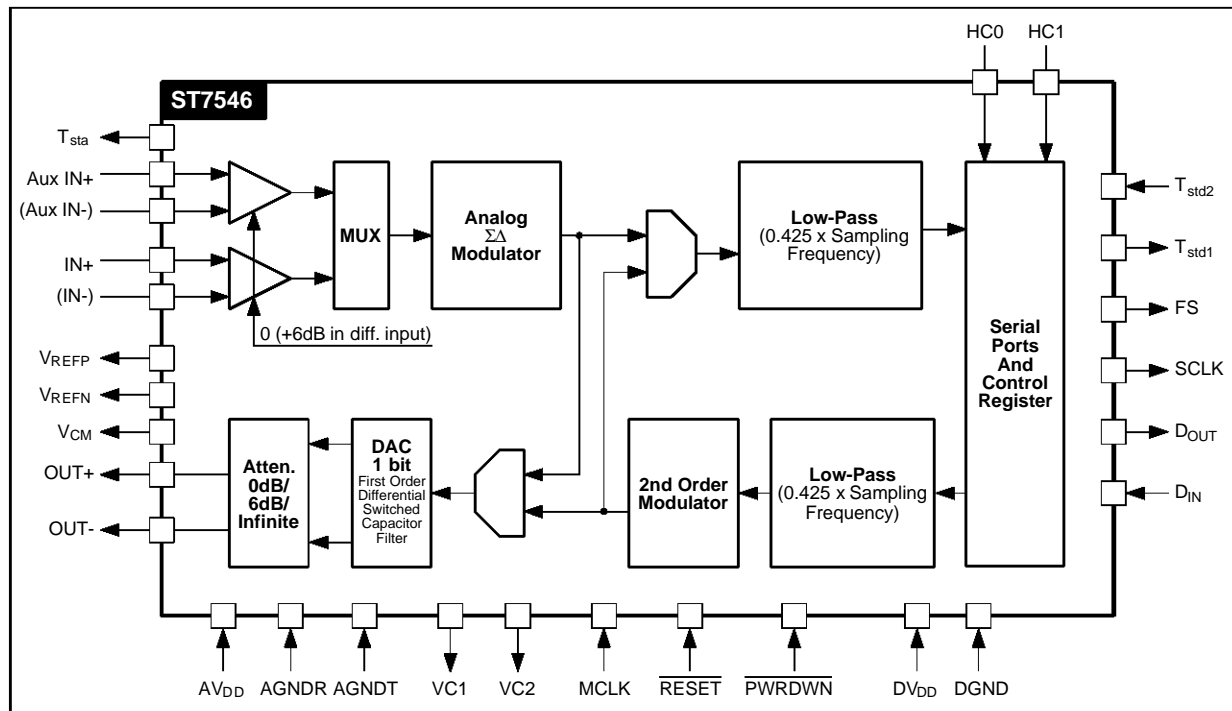 HC0 HC1
ST7546
Tsta
Aux IN+
(Aux IN-)
IN+
(IN-)
MUX
Analog
ΣΔ
Modulator
Low-Pass
(0.425 x Sampling
Frequency)
0 (+6dB in diff. input)
Serial
Ports
And
Control
Register
Tstd2
Tstd1
FS
SCLK
DOUT
DIN
VREFP
VREFN
VCM
OUT+
OUT-
Atten.
0dB/
6dB/
Infinite
DAC
1 bit
First Order
Differential
Switched
Capacitor
Filter
2nd Order
Modulator
Low-Pass
(0.425 x Sampling
Frequency)
AVDD AGNDR AGNDT VC1 VC2 MCLK RESET PWRDWN DVDD DGND